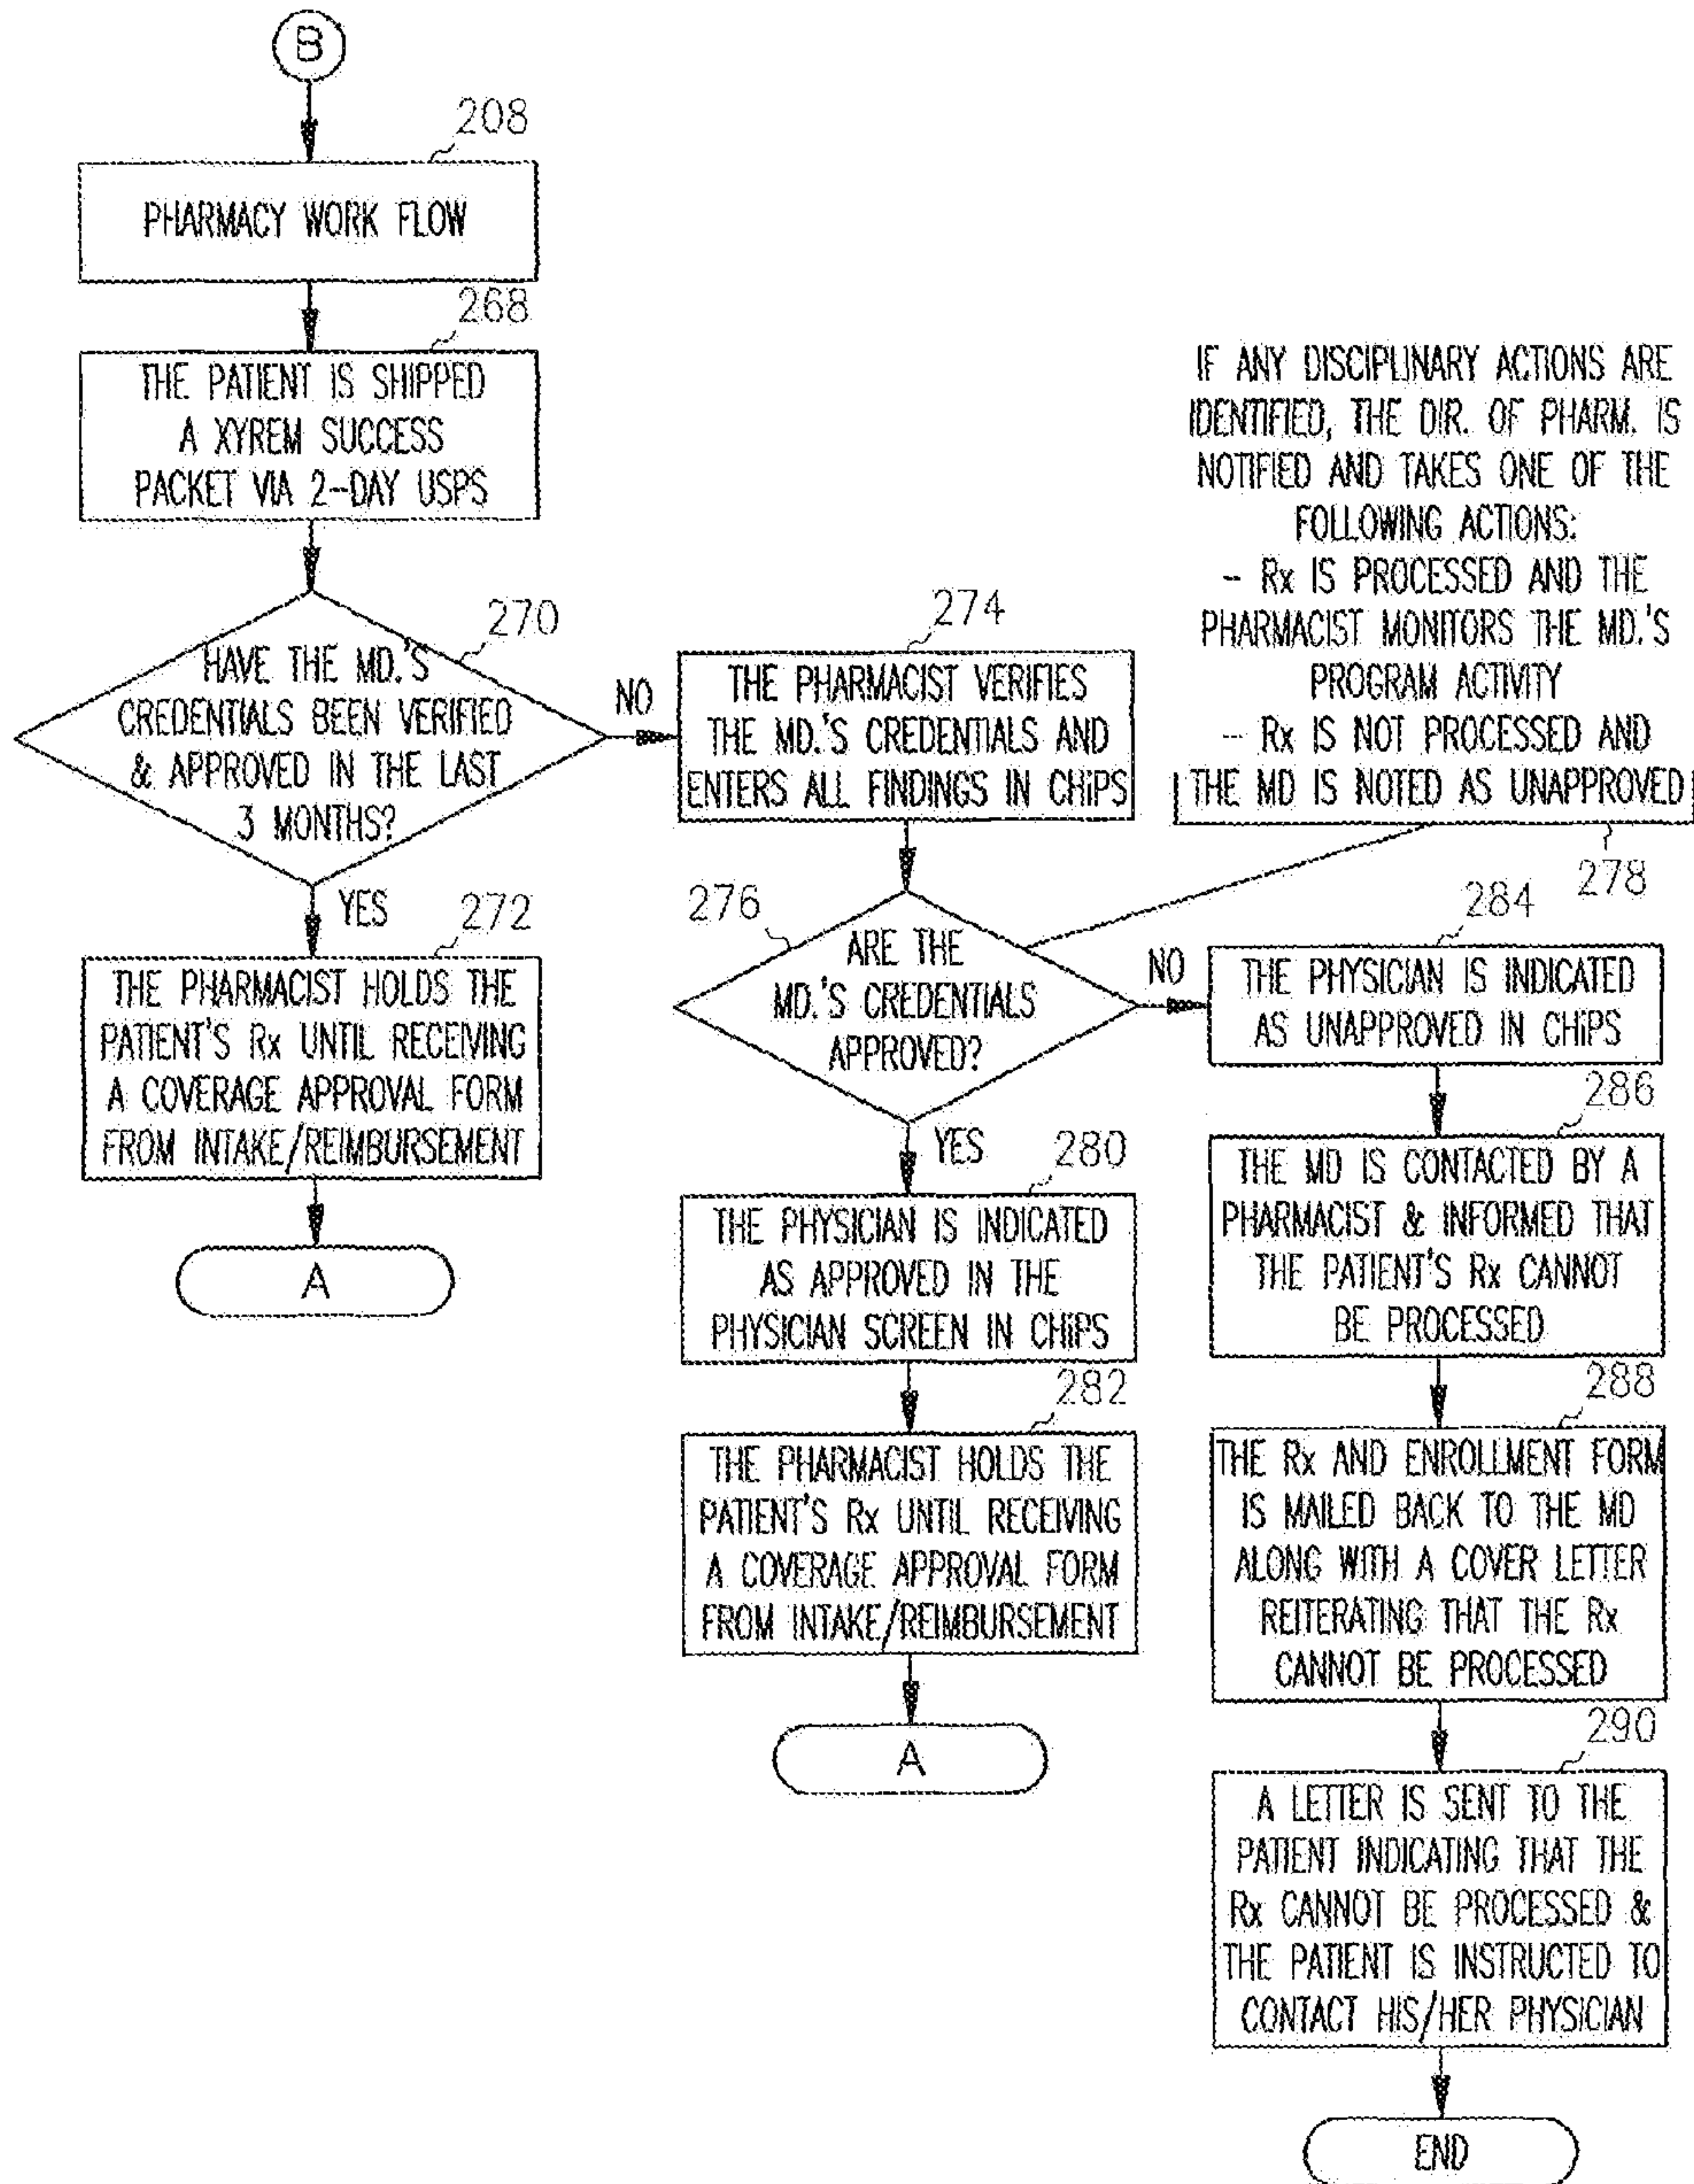 B
208
PHARMACY WORK FLOW
268
THE PATIENT IS SHIPPED
A XYREM SUCCESS
PACKET VIA 2-DAY USPS
270
HAVE THE MD.'S
CREDENTIALS BEEN VERIFIED
& APPROVED IN THE LAST
3 MONTHS?
NO
YES
272
THE PHARMACIST HOLDS THE
PATIENT'S Rx UNTIL RECEIVING
A COVERAGE APPROVAL FORM
FROM INTAKE/REIMBURSEMENT
A
274
THE PHARMACIST VERIFIES
THE MD.'S CREDENTIALS AND
ENTERS ALL FINDINGS IN CHiPS
276
ARE THE
MD.'S CREDENTIALS
APPROVED?
NO
YES
280
THE PHYSICIAN IS INDICATED
AS APPROVED IN THE
PHYSICIAN SCREEN IN CHiPS
282
THE PHARMACIST HOLDS THE
PATIENT'S Rx UNTIL RECEIVING
A COVERAGE APPROVAL FORM
FROM INTAKE/REIMBURSEMENT
A
IF ANY DISCIPLINARY ACTIONS ARE
IDENTIFIED, THE DIR. OF PHARM. IS
NOTIFIED AND TAKES ONE OF THE
FOLLOWING ACTIONS:
-- Rx IS PROCESSED AND THE
PHARMACIST MONITORS THE MD.'S
PROGRAM ACTIVITY
-- Rx IS NOT PROCESSED AND
THE MD IS NOTED AS UNAPPROVED
278
284
THE PHYSICIAN IS INDICATED
AS UNAPPROVED IN CHiPS
286
THE MD IS CONTACTED BY A
PHARMACIST & INFORMED THAT
THE PATIENT'S Rx CANNOT
BE PROCESSED
288
THE Rx AND ENROLLMENT FORM
IS MAILED BACK TO THE MD
ALONG WITH A COVER LETTER
REITERATING THAT THE Rx
CANNOT BE PROCESSED
290
A LETTER IS SENT TO THE
PATIENT INDICATING THAT THE
Rx CANNOT BE PROCESSED &
THE PATIENT IS INSTRUCTED TO
CONTACT HIS/HER PHYSICIAN
END